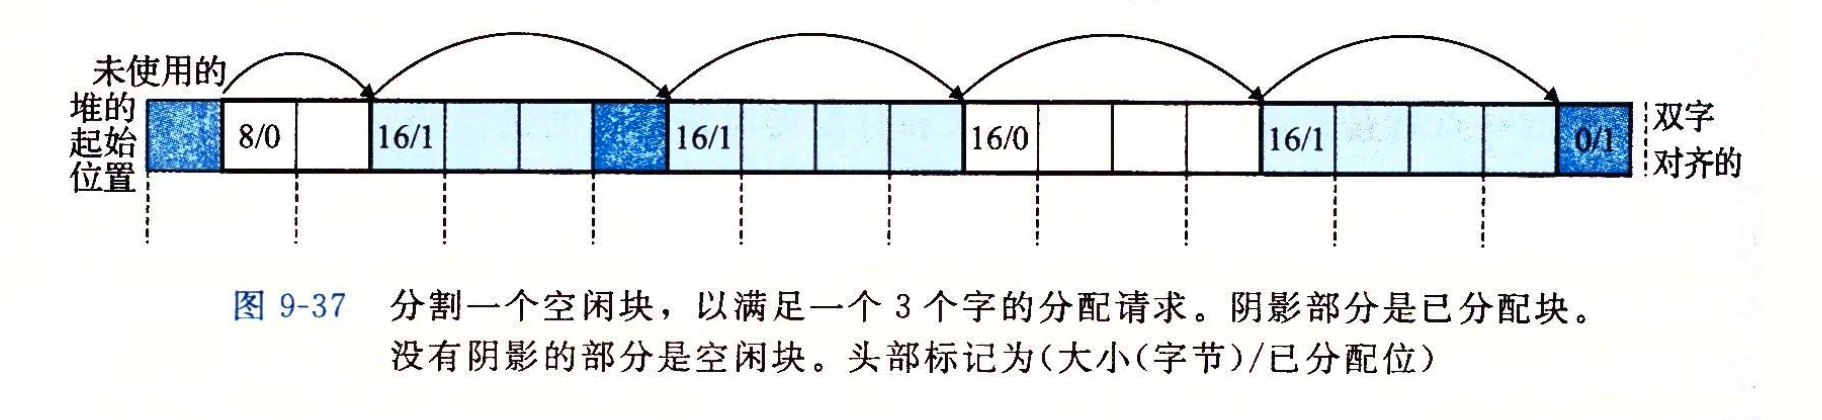 未使用的
堆的
起始
位置
8/0 16/1 16/1 16/0 16/1 0/1
双字
对齐的
图 9-37 分割一个空闲块，以满足一个 3 个字的分配请求。阴影部分是已分配块。
没有阴影的部分是空闲块。头部标记为(大小(字节)/已分配位)